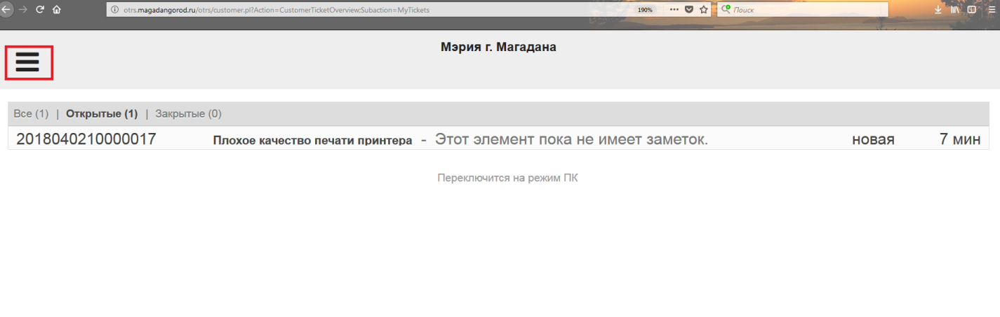 otrs.magadangorod.ru/otrs/customer.pl?Action=CustomerTicketOverview;Subaction=MyTickets 190% Поиск
Мэрия г. Магадана
Все (1) | Открытые (1) | Закрытые (0)
2018040210000017 Плохое качество печати принтера - Этот элемент пока не имеет заметок. новая 7 мин
Переключится на режим ПК